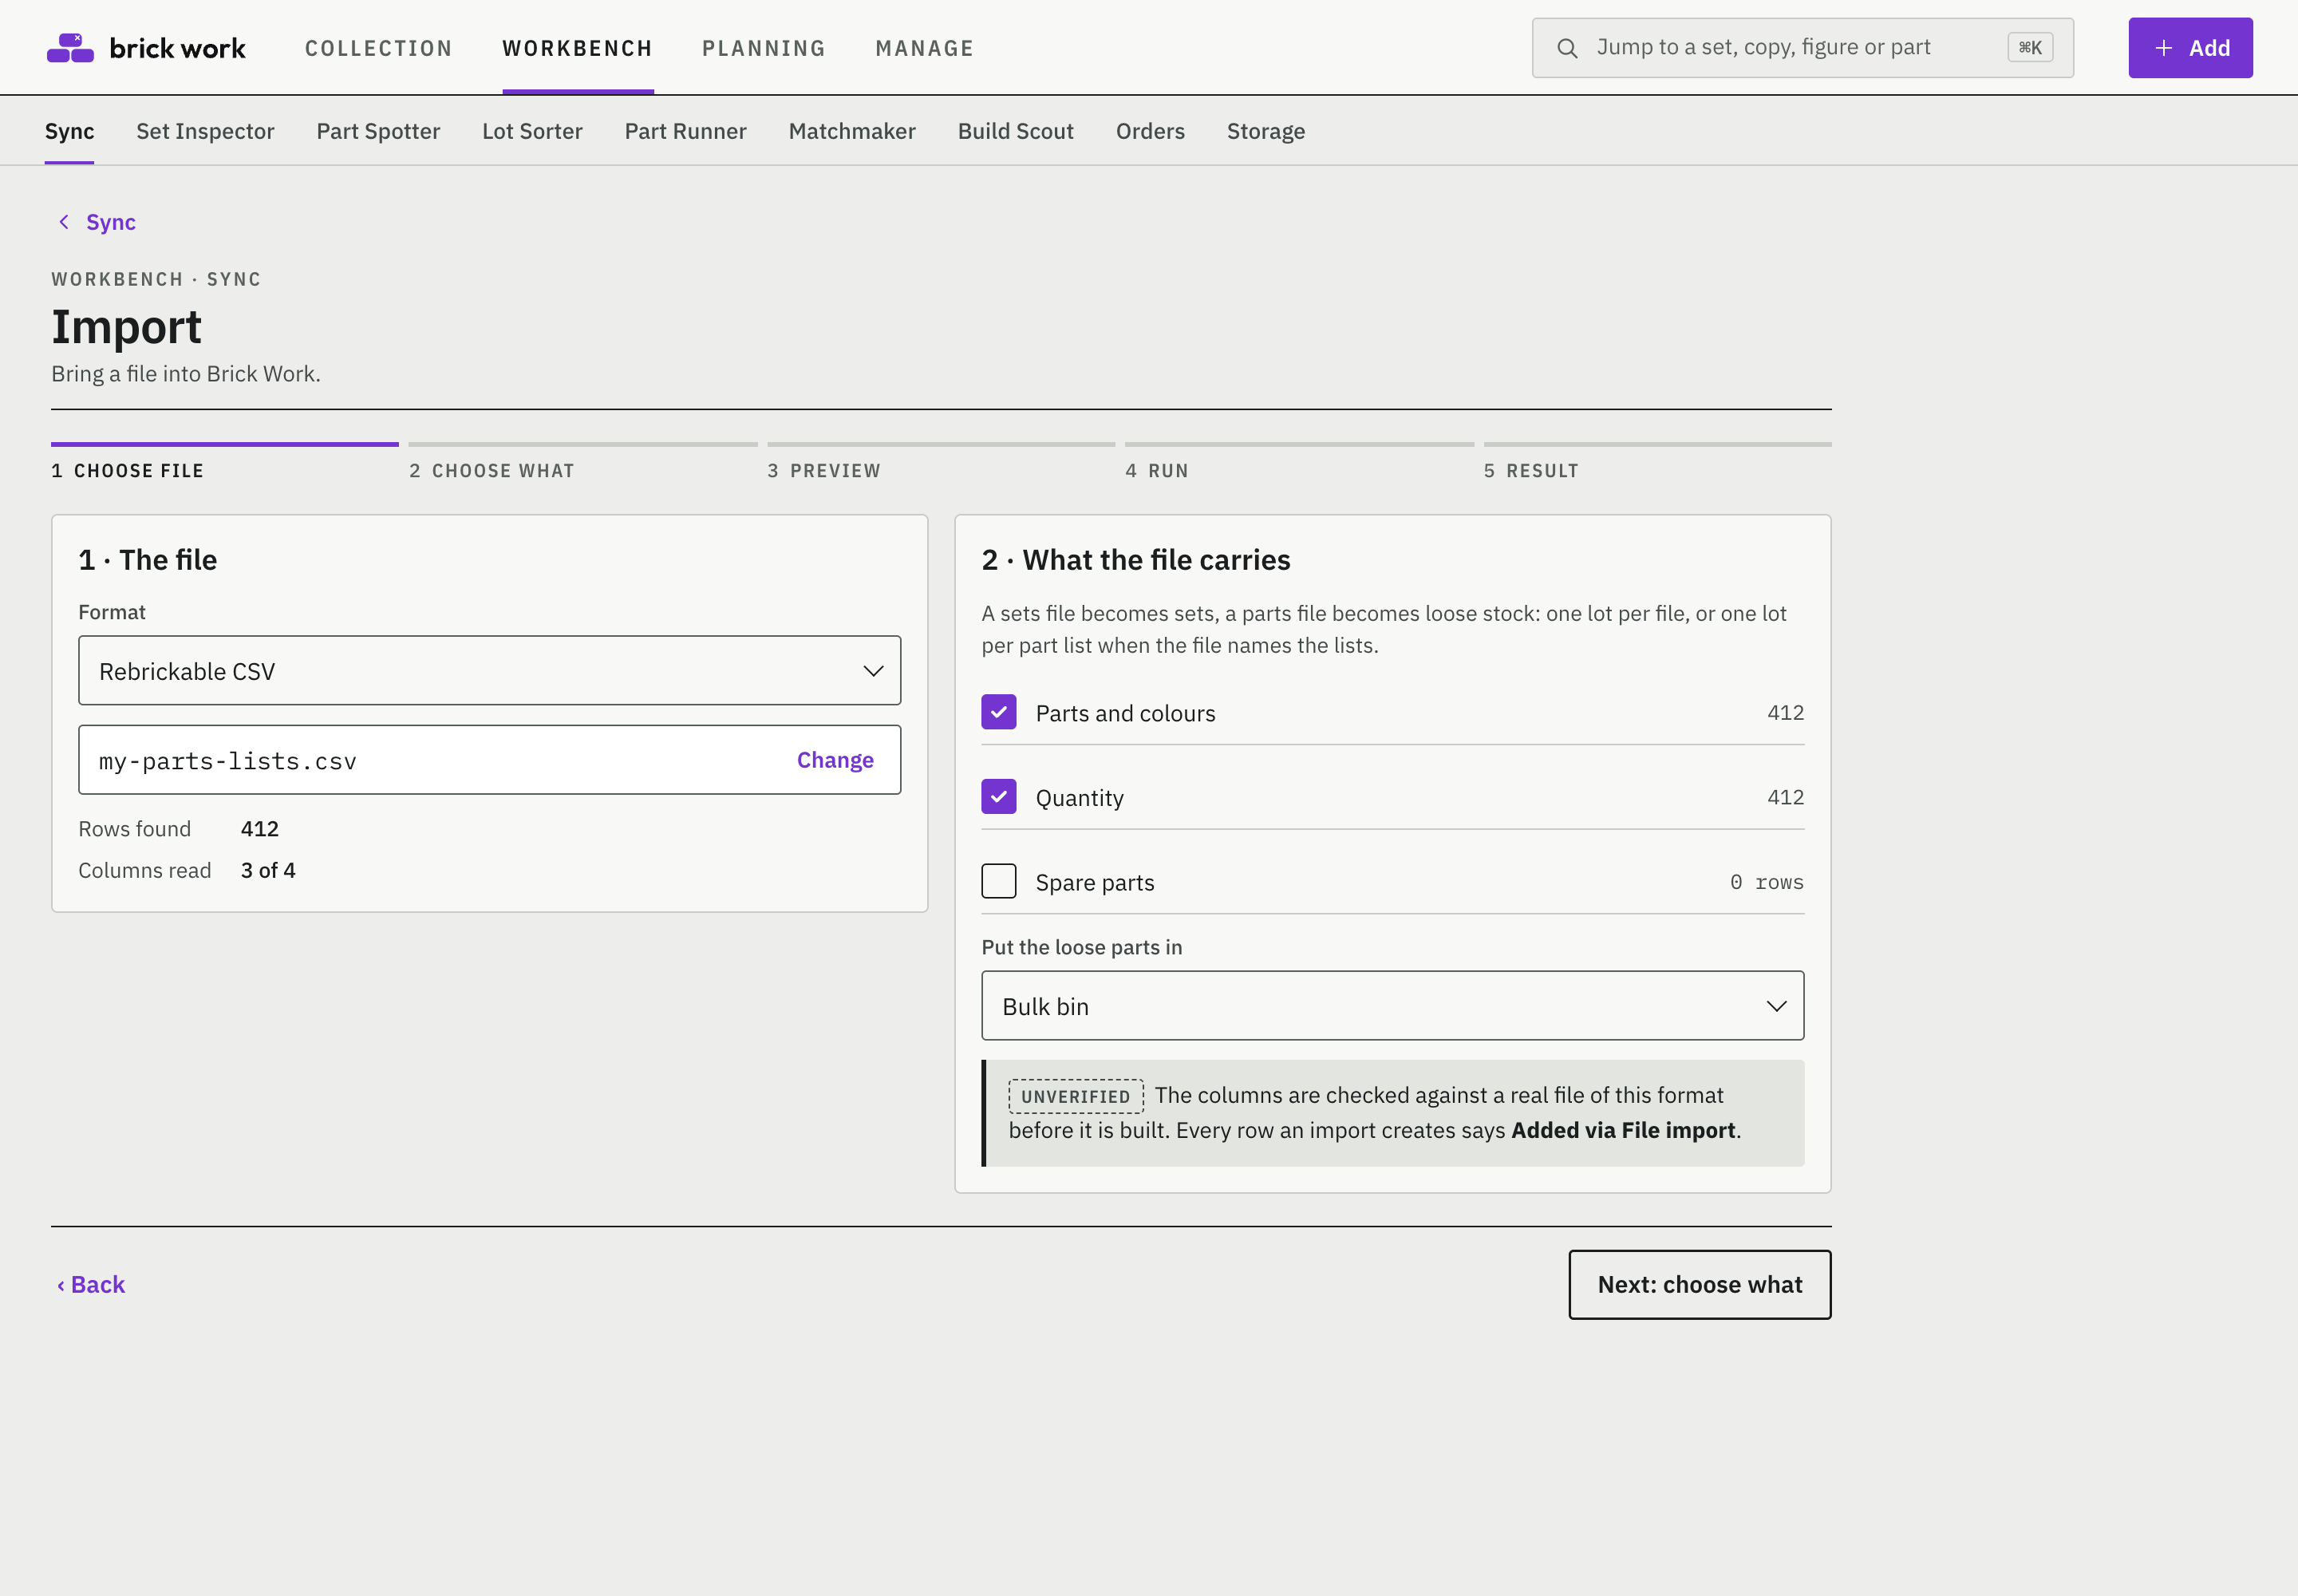 brick work
COLLECTION
WORKBENCH
PLANNING
MANAGE
Jump to a set, copy, figure or part
⌘K
+ Add
Sync
Set Inspector
Part Spotter
Lot Sorter
Part Runner
Matchmaker
Build Scout
Orders
Storage
‹ Sync
WORKBENCH · SYNC
Import
Bring a file into Brick Work.
1 CHOOSE FILE
2 CHOOSE WHAT
3 PREVIEW
4 RUN
5 RESULT
1 · The file
Format
Rebrickable CSV
my-parts-lists.csv
Change
Rows found 412
Columns read 3 of 4
2 · What the file carries
A sets file becomes sets, a parts file becomes loose stock: one lot per file, or one lot
per part list when the file names the lists.
Parts and colours 412
Quantity 412
Spare parts 0 rows
Put the loose parts in
Bulk bin
UNVERIFIED The columns are checked against a real file of this format
before it is built. Every row an import creates says Added via File import.
‹ Back
Next: choose what